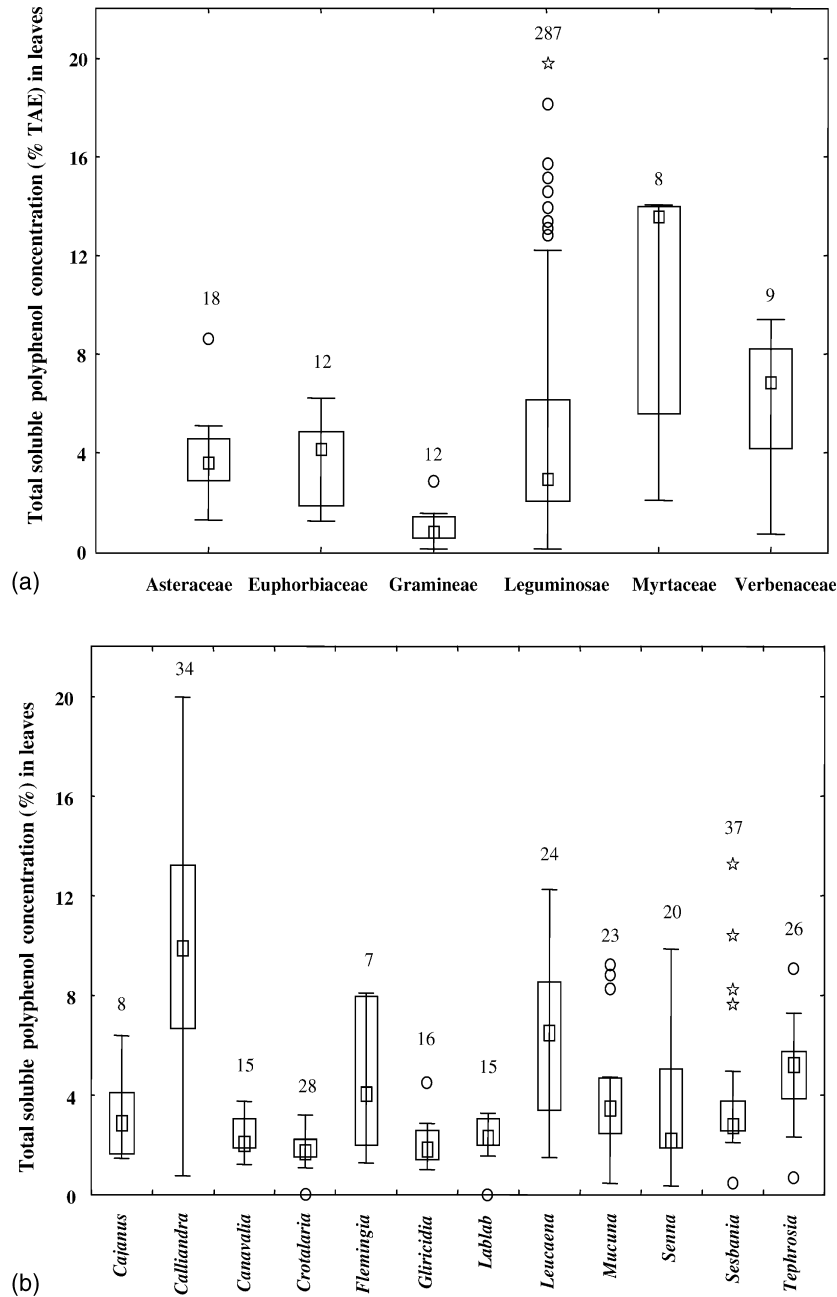 Total soluble polyphenol concentration (% TAE) in leaves
20
16
12
8
4
0
287
8
9
18
12
12
(a)
Asteraceae Euphorbiaceae Gramineae Leguminosae Myrtaceae Verbenaceae
Total soluble polyphenol concentration (%) in leaves
20
16
12
8
4
0
34
37
24
26
23
20
7
8
16
15
15
28
Cajanus
Calliandra
Canavalia
Crotalaria
Flemingia
Gliricidia
Lablab
Leucaena
Mucuna
Senna
Sesbania
Tephrosia
(b)